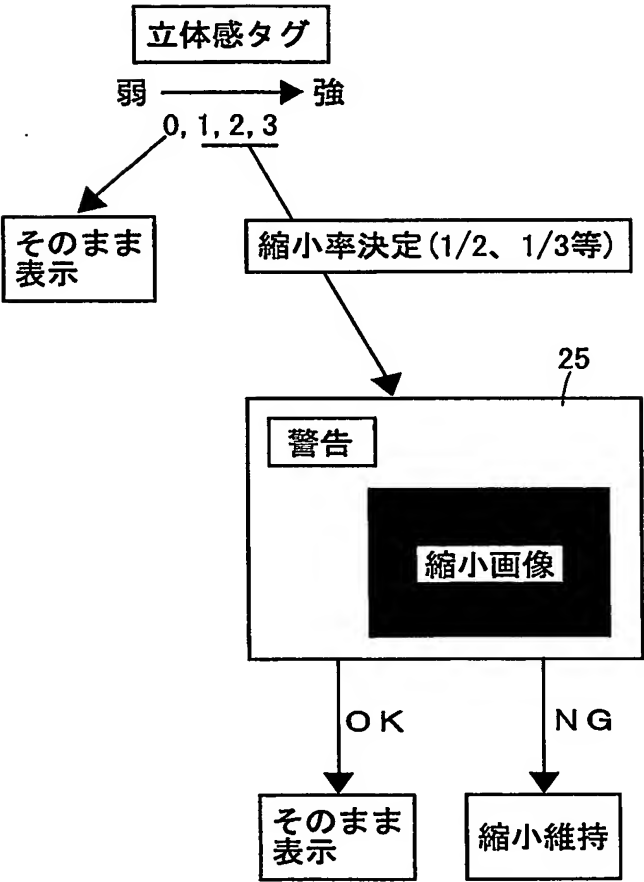 立体感タグ
弱 強
0, 1, 2, 3
そのまま
表示
縮小率決定(1/2、1/3等)
25
警告
縮小画像
OK
NG
そのまま
表示
縮小維持